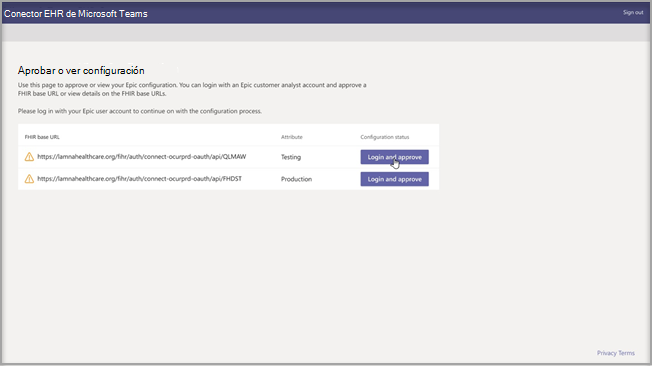 Conector EHR de Microsoft Teams
Sign out
Aprobar o ver configuración
Use this page to approve or view your Epic configuration. You can login with an Epic customer analyst account and approve a
FHIR base URL or view details on the FHIR base URLs.
Please log in with your Epic user account to continue on with the configuration process.
FHIR base URL Attribute Configuration status
https://lamnahealthcare.org/fihr/auth/connect-ocurprd-oauth/api/QLMAW Testing Login and approve
https://lamnahealthcare.org/fihr/auth/connect-ocurprd-oauth/api/FHDST Production Login and approve
Privacy Terms